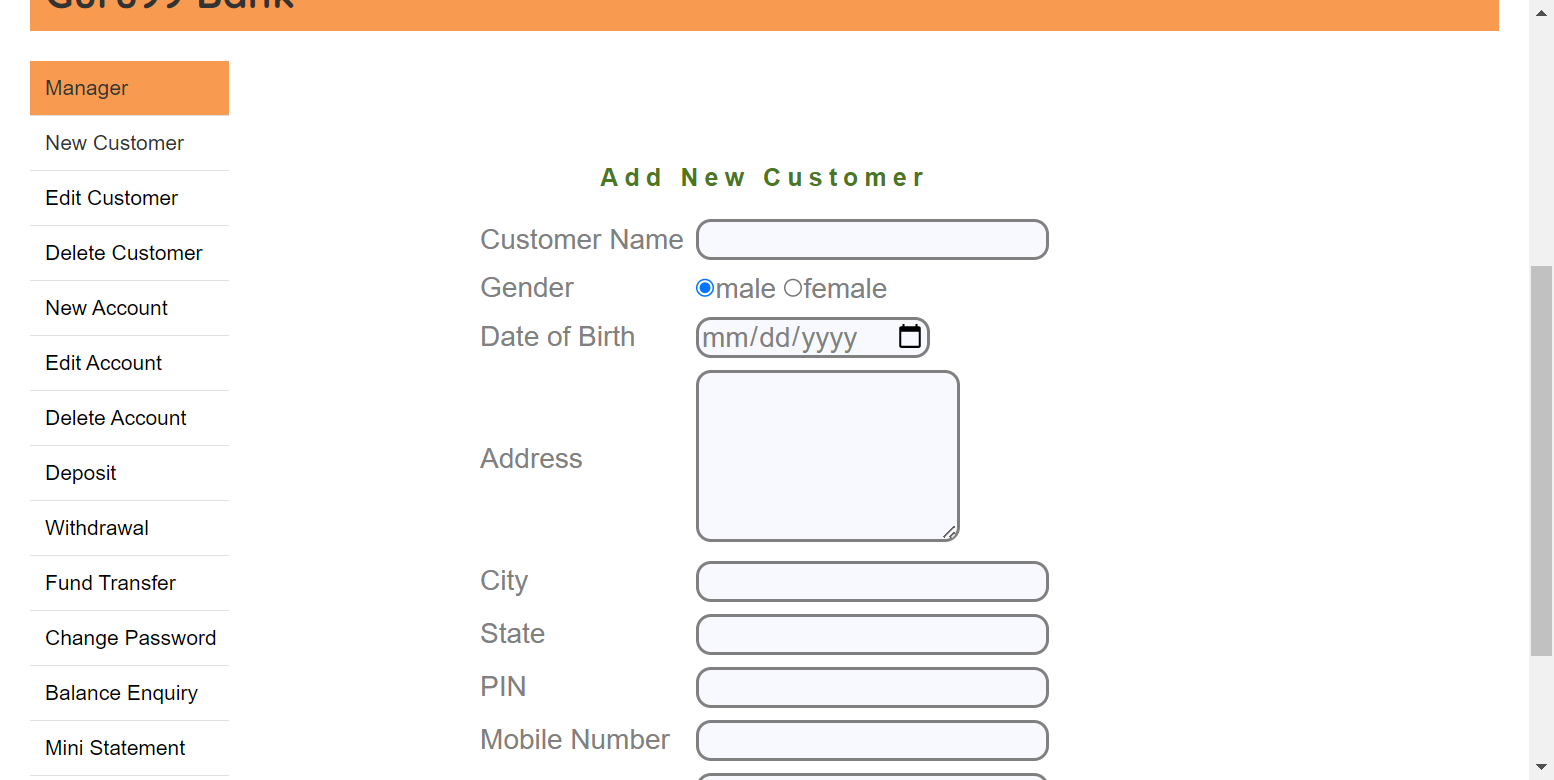 Guru99 Bank
Manager
New Customer
Edit Customer
Delete Customer
New Account
Edit Account
Delete Account
Deposit
Withdrawal
Fund Transfer
Change Password
Balance Enquiry
Mini Statement
Add New Customer
Customer Name
Gender male female
Date of Birth mm/dd/yyyy
Address
City
State
PIN
Mobile Number